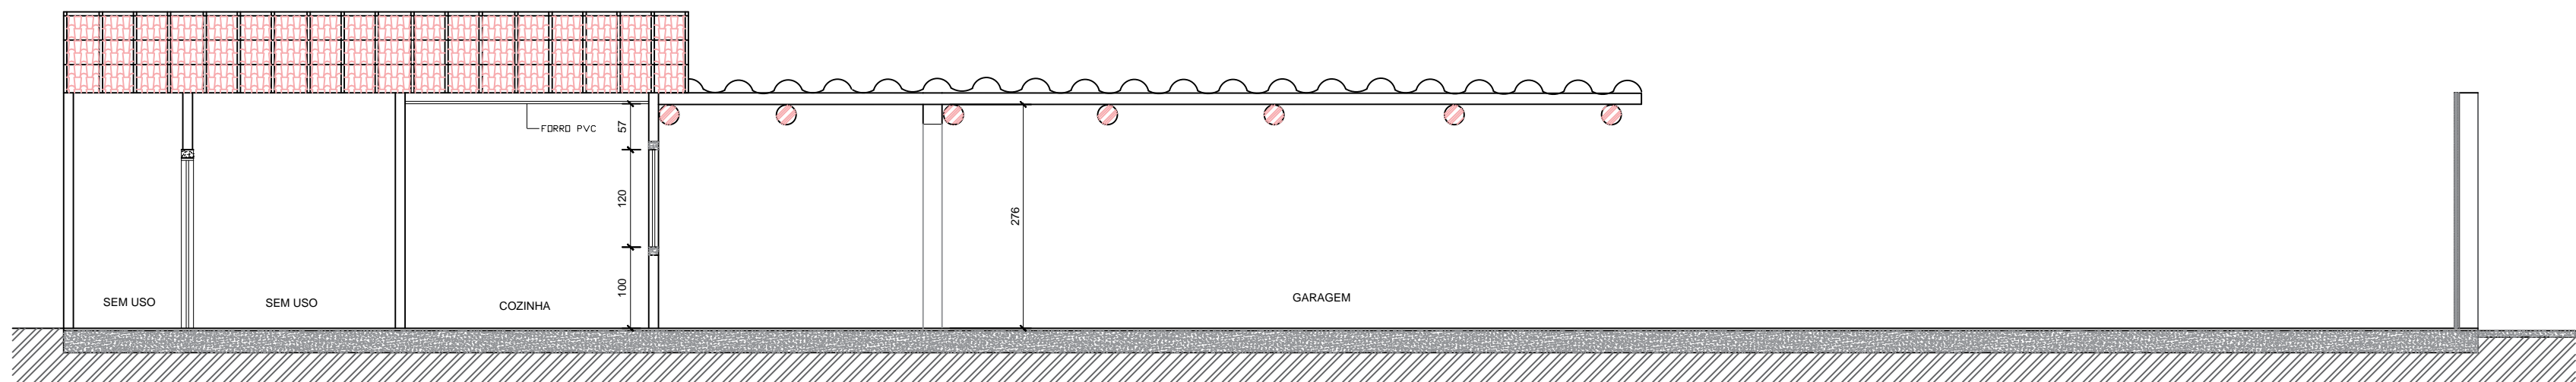 FORRO PVC
57
120
276
100
SEM USO
SEM USO
COZINHA
GARAGEM